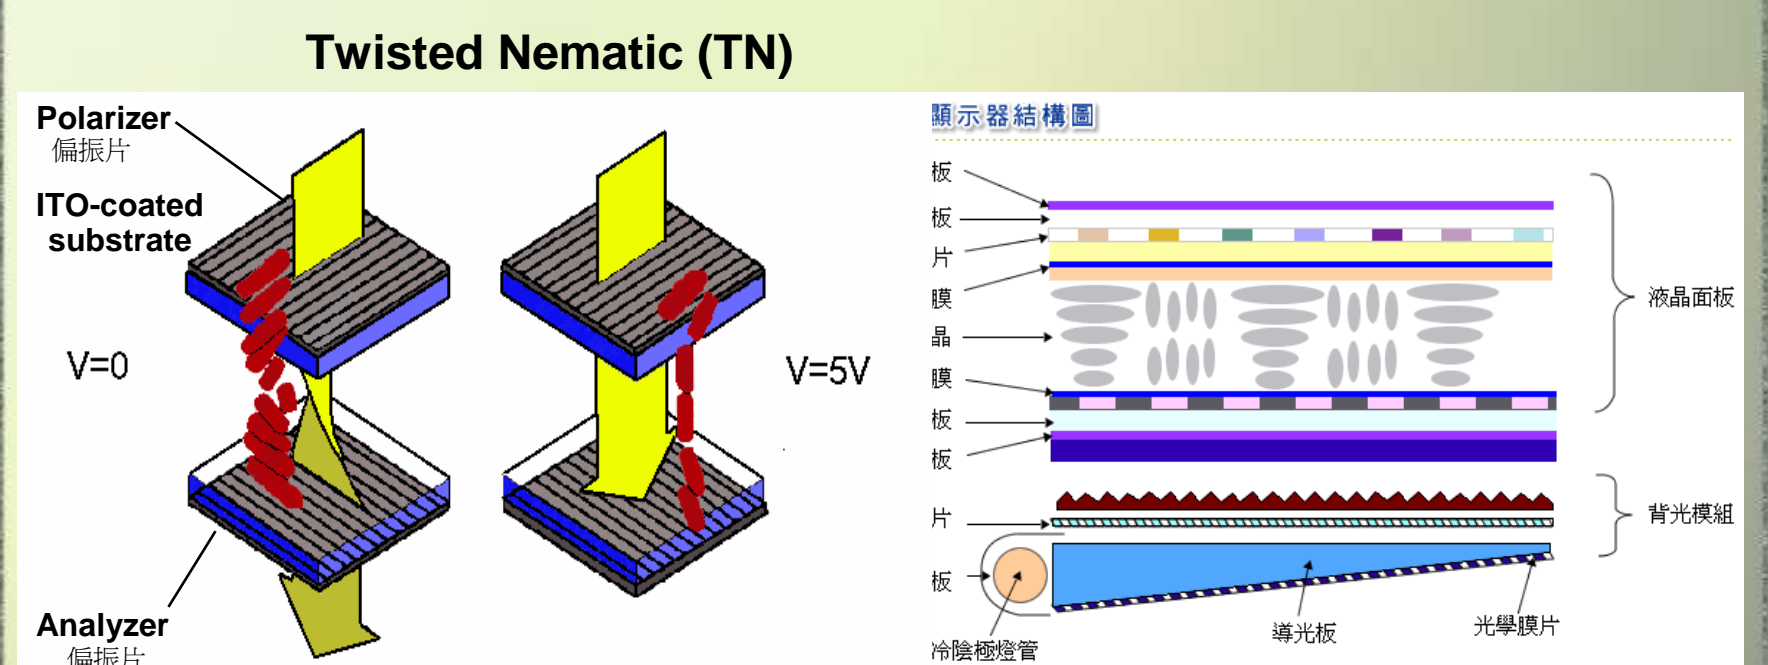 Twisted Nematic (TN)
Polarizer
偏振片
ITO-coated
substrate
V=0
V=5V
Analyzer
偏振片
顯示器結構圖
板
板
片
膜
晶
膜
板
板
片
板
液晶面板
背光模組
冷陰極燈管
導光板
光學膜片